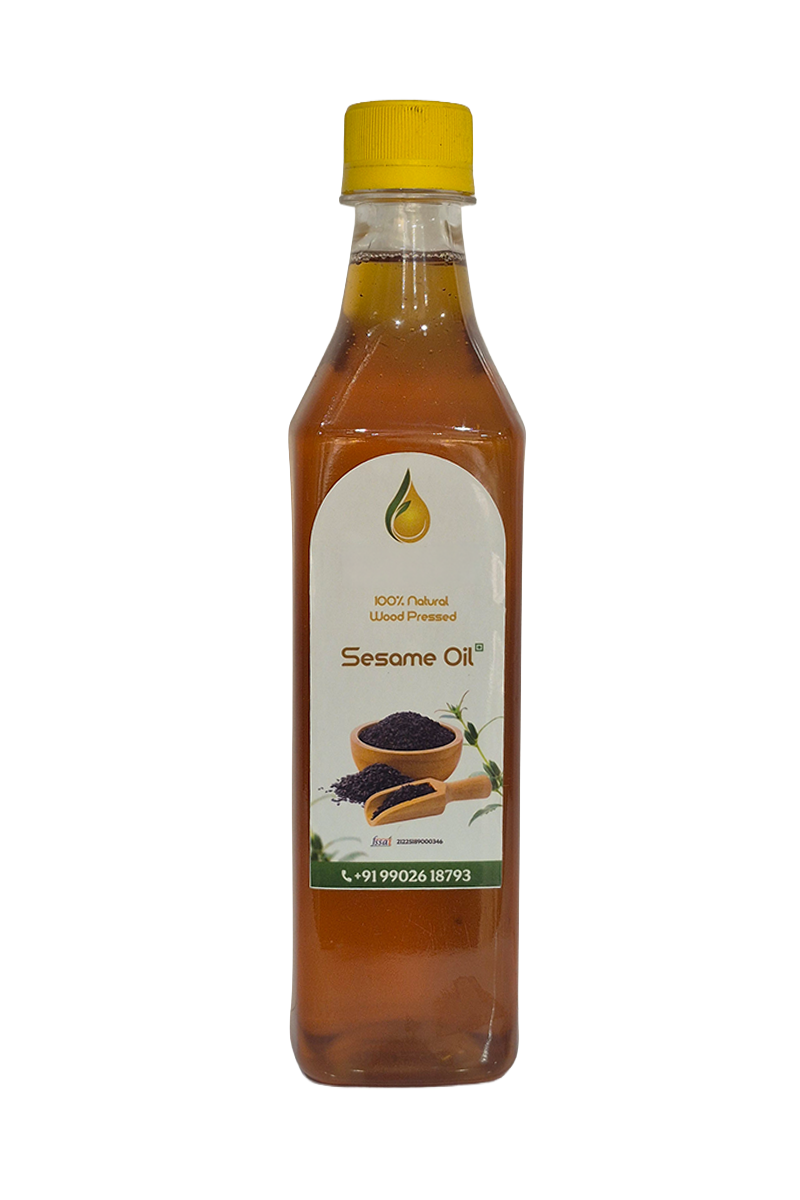 100% Natural
Wood Pressed
Sesame Oil
fssai 21225189000346
+91 99026 18793